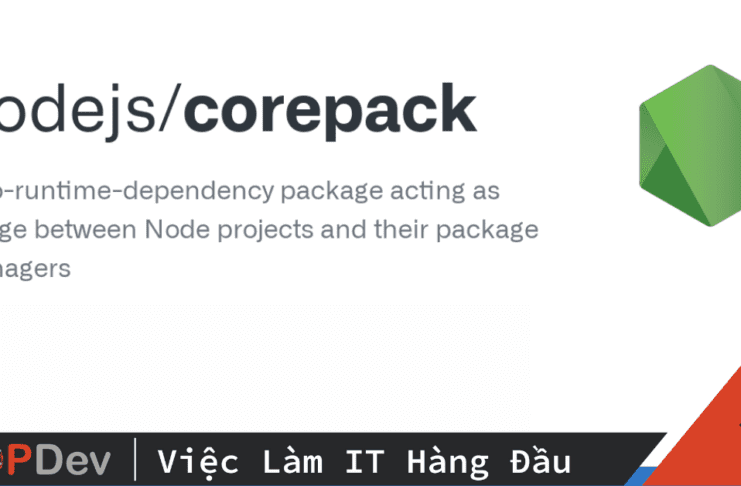 odejs/corepack
o-runtime-dependency package acting as
ge between Node projects and their package
nagers
OPDev | Việc Làm IT Hàng Đầu